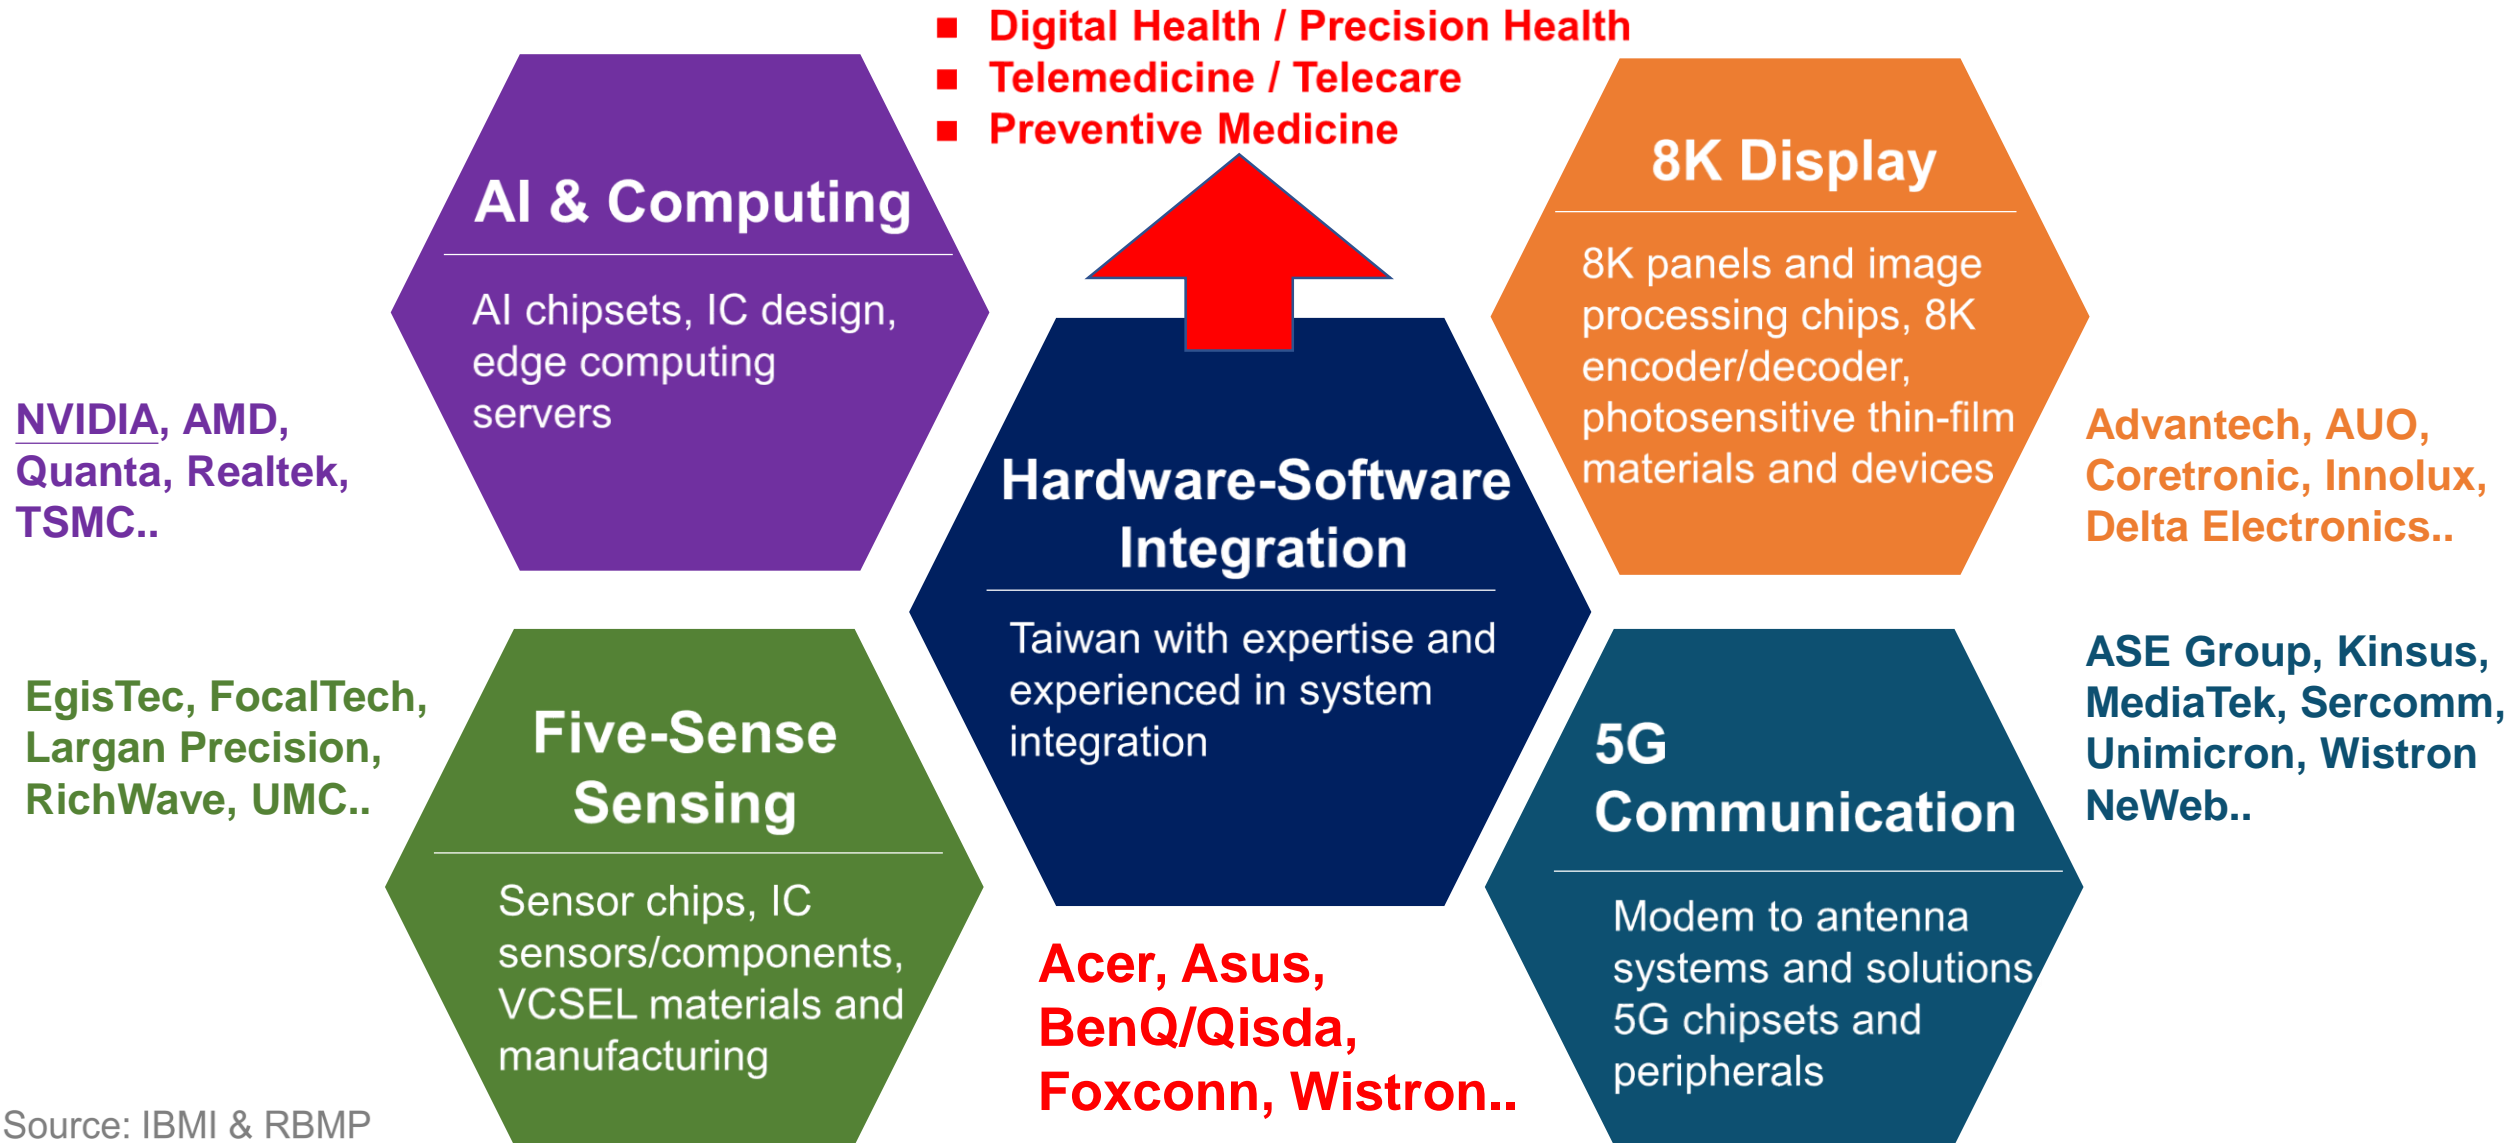 ■ Digital Health / Precision Health
■ Telemedicine / Telecare
■ Preventive Medicine
AI & Computing
AI chipsets, IC design,
edge computing
servers
NVIDIA, AMD,
Quanta, Realtek,
TSMC..
8K Display
8K panels and image
processing chips, 8K
encoder/decoder,
photosensitive thin-film
materials and devices
Advantech, AUO,
Coretronic, Innolux,
Delta Electronics..
Hardware-Software
Integration
Taiwan with expertise and
experienced in system
integration
Acer, Asus,
BenQ/Qisda,
Foxconn, Wistron..
EgisTec, FocalTech,
Largan Precision,
RichWave, UMC..
Five-Sense
Sensing
Sensor chips, IC
sensors/components,
VCSEL materials and
manufacturing
5G
Communication
Modem to antenna
systems and solutions
5G chipsets and
peripherals
ASE Group, Kinsus,
MediaTek, Sercomm,
Unimicron, Wistron
NeWeb..
Source: IBMI & RBMP